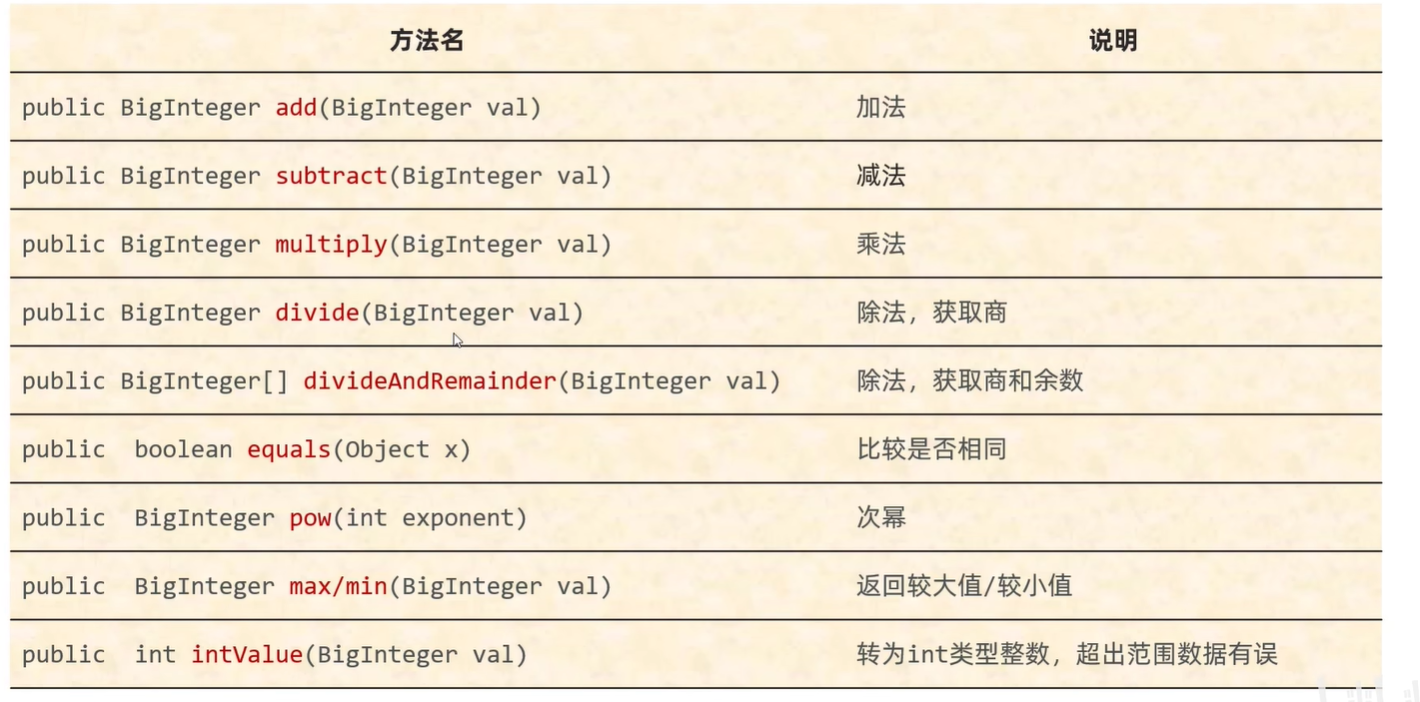 方法名 说明
public BigInteger add(BigInteger val) 加法
public BigInteger subtract(BigInteger val) 减法
public BigInteger multiply(BigInteger val) 乘法
public BigInteger divide(BigInteger val) 除法，获取商
public BigInteger[] divideAndRemainder(BigInteger val) 除法，获取商和余数
public boolean equals(Object x) 比较是否相同
public BigInteger pow(int exponent) 次幂
public BigInteger max/min(BigInteger val) 返回较大值/较小值
public int intValue(BigInteger val) 转为int类型整数，超出范围数据有误